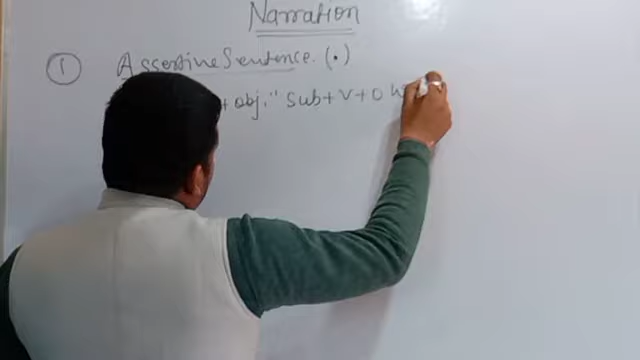 Narration
① Assertive Sentence. (•)
+ obj. " Sub + V + O